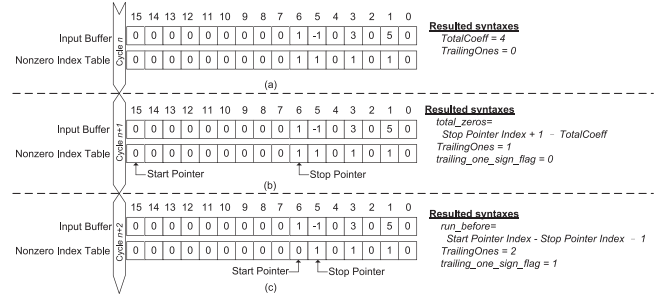 15 14 13 12 11 10 9 8 7 6 5 4 3 2 1 0
Input Buffer 0 0 0 0 0 0 0 0 0 1 -1 0 3 0 5 0
Nonzero Index Table 0 0 0 0 0 0 0 0 0 1 1 0 1 0 1 0
Cycle n
Resulted syntaxes
TotalCoeff = 4
TrailingOnes = 0
(a)
15 14 13 12 11 10 9 8 7 6 5 4 3 2 1 0
Input Buffer 0 0 0 0 0 0 0 0 0 1 -1 0 3 0 5 0
Nonzero Index Table 0 0 0 0 0 0 0 0 0 1 1 0 1 0 1 0
Cycle n+1
Start Pointer Stop Pointer
Resulted syntaxes
total_zeros=
Stop Pointer Index + 1 - TotalCoeff
TrailingOnes = 1
trailing_one_sign_flag = 0
(b)
15 14 13 12 11 10 9 8 7 6 5 4 3 2 1 0
Input Buffer 0 0 0 0 0 0 0 0 0 1 -1 0 3 0 5 0
Nonzero Index Table 0 0 0 0 0 0 0 0 0 0 1 0 1 0 1 0
Cycle n+2
Start Pointer Stop Pointer
Resulted syntaxes
run_before=
Start Pointer Index - Stop Pointer Index - 1
TrailingOnes = 2
trailing_one_sign_flag = 1
(c)